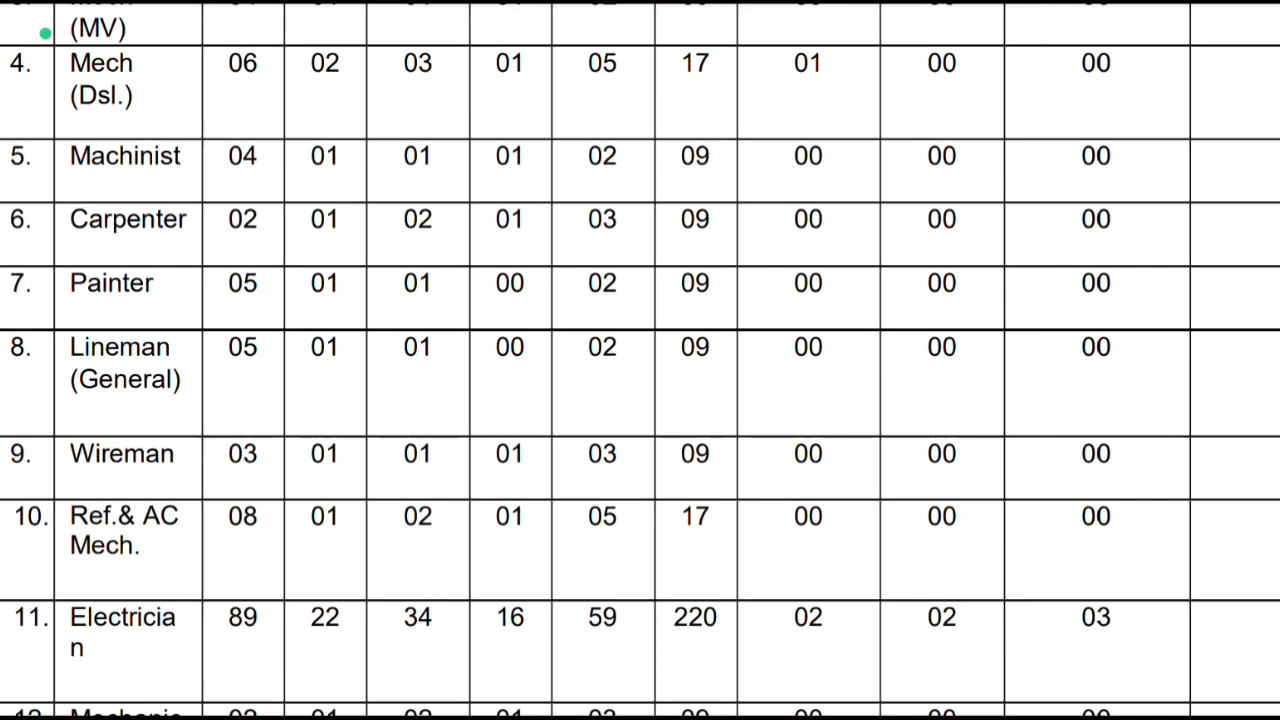 (MV)
4. Mech 06 02 03 01 05 17 01 00 00
(Dsl.)
5. Machinist 04 01 01 01 02 09 00 00 00
6. Carpenter 02 01 02 01 03 09 00 00 00
7. Painter 05 01 01 00 02 09 00 00 00
8. Lineman 05 01 01 00 02 09 00 00 00
(General)
9. Wireman 03 01 01 01 03 09 00 00 00
10. Ref.& AC 08 01 02 01 05 17 00 00 00
Mech.
11. Electricia 89 22 34 16 59 220 02 02 03
n